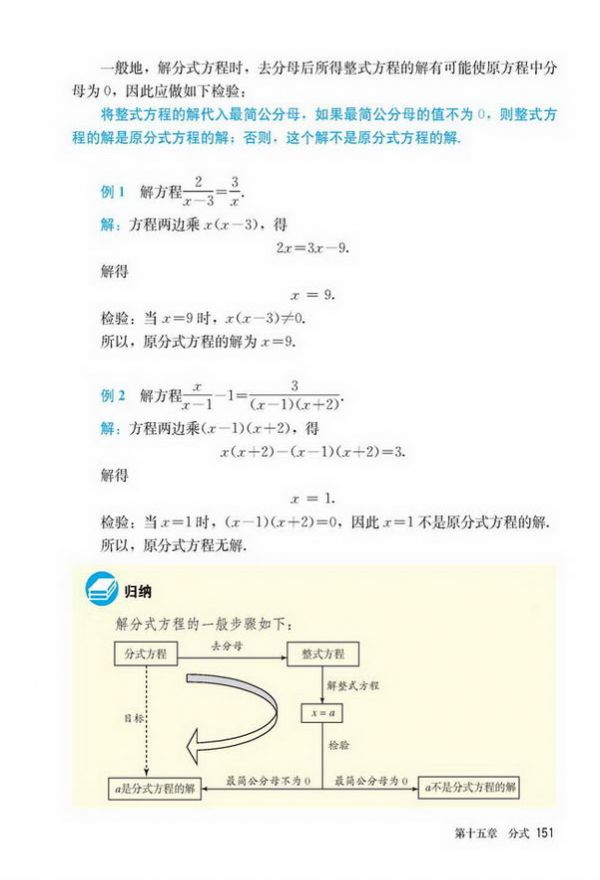 一般地，解分式方程时，去分母后所得整式方程的解有可能使原方程中分
母为 0，因此应做如下检验：
将整式方程的解代入最简公分母，如果最简公分母的值不为 0，则整式方
程的解是原分式方程的解；否则，这个解不是原分式方程的解.
例 1 解方程 2/(x-3)=3/x.
解：方程两边乘 x(x-3)，得
2x=3x-9.
解得
x = 9.
检验：当 x=9 时，x(x-3)≠0.
所以，原分式方程的解为 x=9.
例 2 解方程 x/(x-1)-1=3/((x-1)(x+2)).
解：方程两边乘(x-1)(x+2)，得
x(x+2)-(x-1)(x+2)=3.
解得
x = 1.
检验：当 x=1 时，(x-1)(x+2)=0，因此 x=1 不是原分式方程的解.
所以，原分式方程无解.
归纳
解分式方程的一般步骤如下：
分式方程 去分母 整式方程
解整式方程
目标 x=a
检验
a是分式方程的解 最简公分母不为 0 最简公分母为 0 a不是分式方程的解
第十五章 分式 151